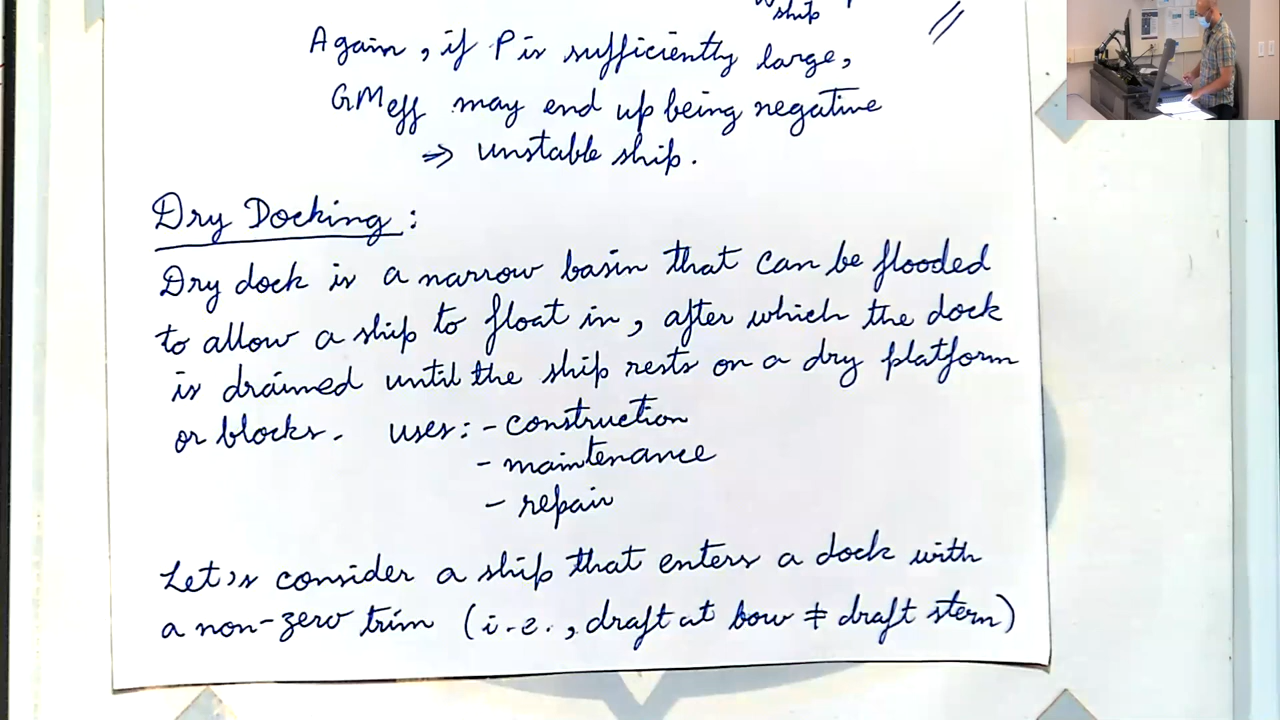 ship
Again, if P is sufficiently large,
GMeff may end up being negative
⇒ unstable ship.
Dry Docking:
Dry dock is a narrow basin that can be flooded
to allow a ship to float in, after which the dock
is drained until the ship rests on a dry platform
or blocks. uses: - construction
- maintenance
- repair
Let's consider a ship that enters a dock with
a non-zero trim (i.e., draft at bow ≠ draft stern)